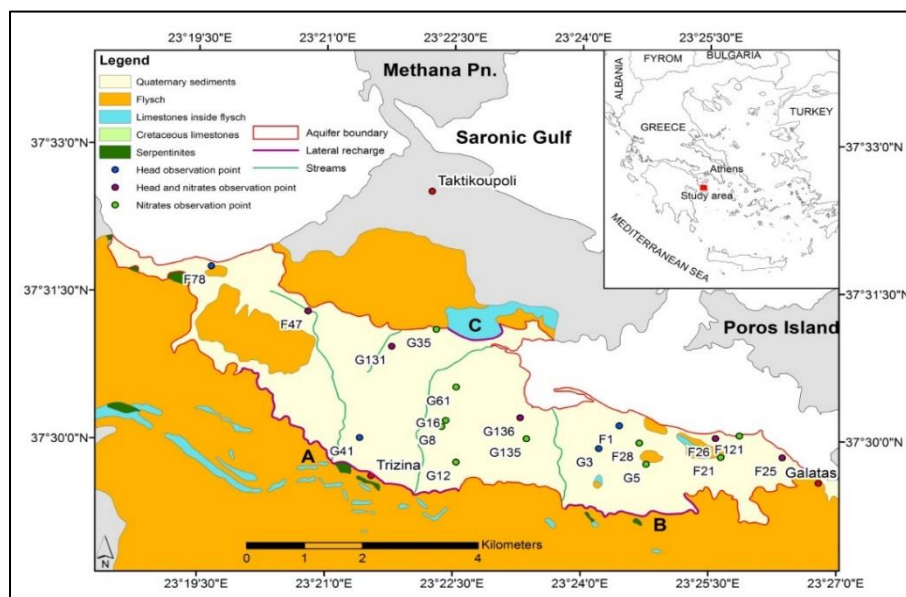 23°19'30"E 23°21'0"E 23°22'30"E 23°24'0"E 23°25'30"E
Legend
Quaternary sediments
Flysch
Limestones inside flysch
Cretaceous limestones
Serpentinites
Head observation point
Head and nitrates observation point
Nitrates observation point
Aquifer boundary
Lateral recharge
Streams
Methana Pn.
Saronic Gulf
Taktikoupoli
ALBANIA
FYROM
BULGARIA
GREECE
TURKEY
Athens
Study area
MEDITERRANEAN SEA
37°33'0"N
37°33'0"N
37°31'30"N
37°31'30"N
37°30'0"N
37°30'0"N
Poros Island
F78
F47
G131
G35
C
G61
G16
G8
G41
A
Trizina
G12
G136
G135
F1
G3
F28
G5
F26
F121
F21
F25
Galatas
B
N
Kilometers
0 1 2 4
23°19'30"E 23°21'0"E 23°22'30"E 23°24'0"E 23°25'30"E 23°27'0"E